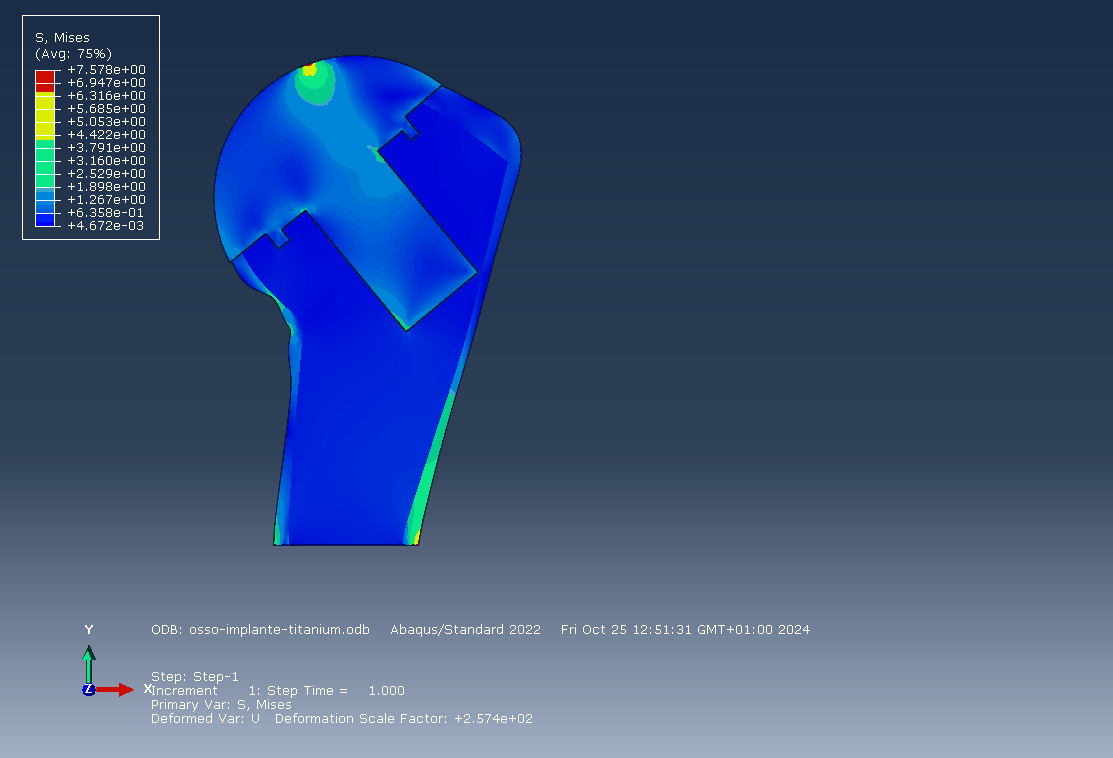 S, Mises
(Avg: 75%)
+7.578e+00
+6.947e+00
+6.316e+00
+5.685e+00
+5.053e+00
+4.422e+00
+3.791e+00
+3.160e+00
+2.529e+00
+1.898e+00
+1.267e+00
+6.358e-01
+4.672e-03
Y
ODB: osso-implante-titanium.odb Abaqus/Standard 2022 Fri Oct 25 12:51:31 GMT+01:00 2024
Z
X
Step: Step-1
Increment 1: Step Time = 1.000
Primary Var: S, Mises
Deformed Var: U Deformation Scale Factor: +2.574e+02